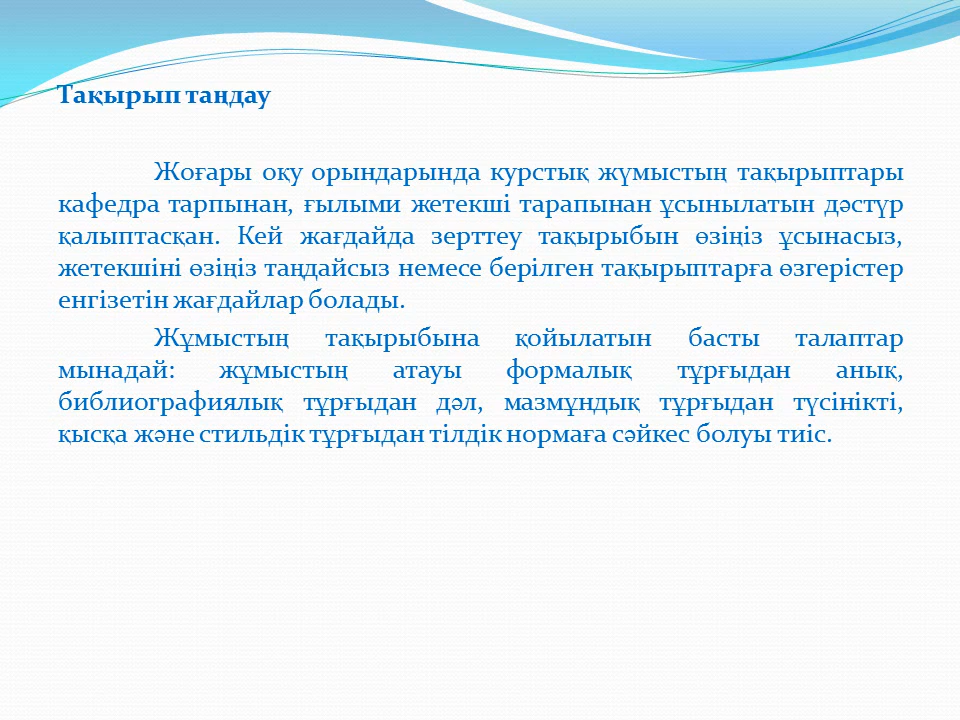 Тақырып таңдау
Жоғары оқу орындарында курстық жүмыстың тақырыптары
кафедра тарпынан, ғылыми жетекші тарапынан ұсынылатын дәстүр
қалыптасқан. Кей жағдайда зерттеу тақырыбын өзіңіз ұсынасыз,
жетекшіні өзіңіз таңдайсыз немесе берілген тақырыптарға өзгерістер
енгізетін жағдайлар болады.
Жұмыстың тақырыбына қойылатын басты талаптар
мынадай: жұмыстың атауы формалық тұрғыдан анық,
библиографиялық тұрғыдан дәл, мазмұндық тұрғыдан түсінікті,
қысқа және стильдік тұрғыдан тілдік нормаға сәйкес болуы тиіс.